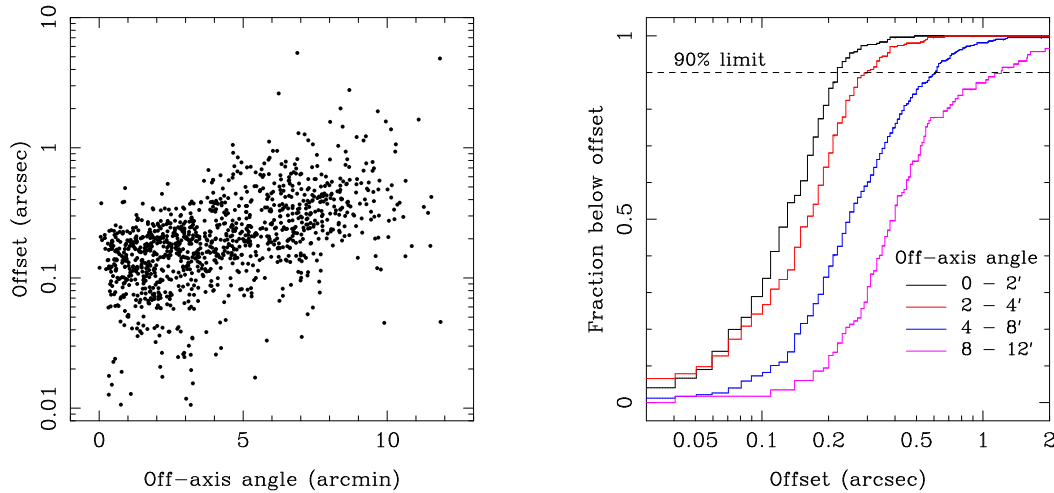 10
1
0.1
0.01
Offset (arcsec)
0
5
10
Off-axis angle (arcmin)
1
0.5
0
Fraction below offset
90% limit
Off-axis angle
0 - 2'
2 - 4'
4 - 8'
8 - 12'
0.05
0.1
0.2
0.5
1
2
Offset (arcsec)